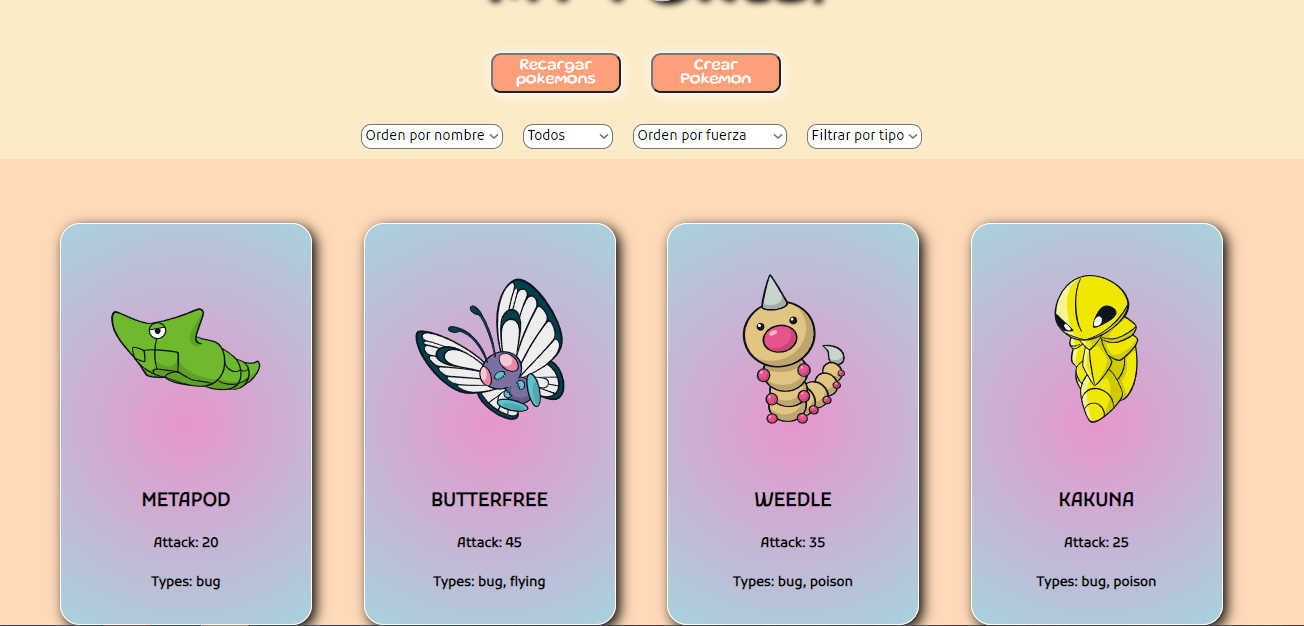 Recargar
pokemons
Crear
Pokemon
Orden por nombre
Todos
Orden por fuerza
Filtrar por tipo
METAPOD
BUTTERFREE
WEEDLE
KAKUNA
Attack: 20
Attack: 45
Attack: 35
Attack: 25
Types: bug
Types: bug, flying
Types: bug, poison
Types: bug, poison